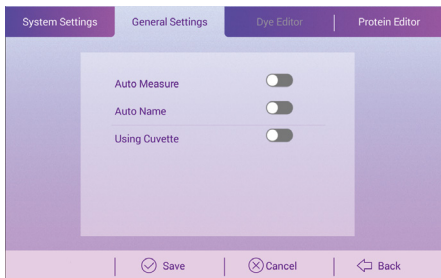 System Settings
General Settings
Dye Editor
Protein Editor
Auto Measure
Auto Name
Using Cuvette
Save
Cancel
Back